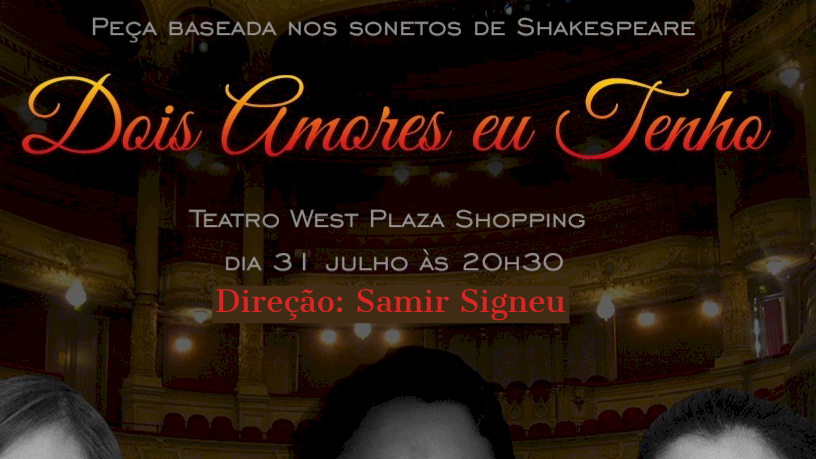 Peça baseada nos sonetos de Shakespeare
Dois Amores eu Tenho
Teatro West Plaza Shopping
dia 31 julho às 20h30
Direção: Samir Signeu